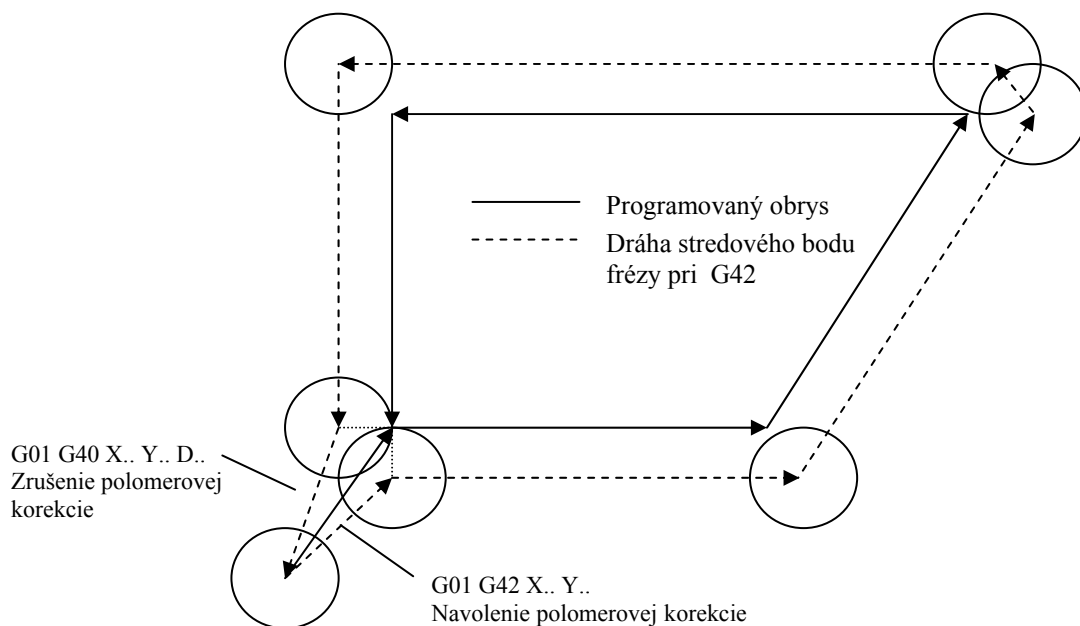 Programovaný obrys
Dráha stredového bodu
frézy pri G42
G01 G40 X.. Y.. D..
Zrušenie polomerovej
korekcie
G01 G42 X.. Y..
Navolenie polomerovej korekcie